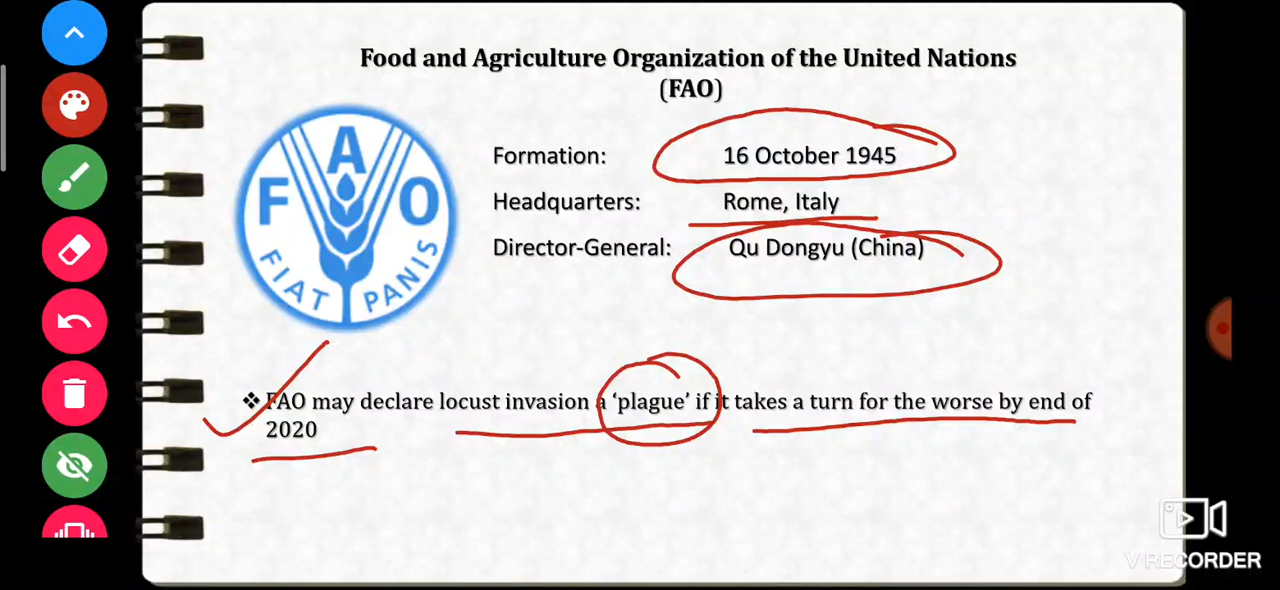 Food and Agriculture Organization of the United Nations
(FAO)
F A O
FIAT PANIS
Formation: 16 October 1945
Headquarters: Rome, Italy
Director-General: Qu Dongyu (China)
❖ FAO may declare locust invasion a ‘plague’ if it takes a turn for the worse by end of
2020
V RECORDER